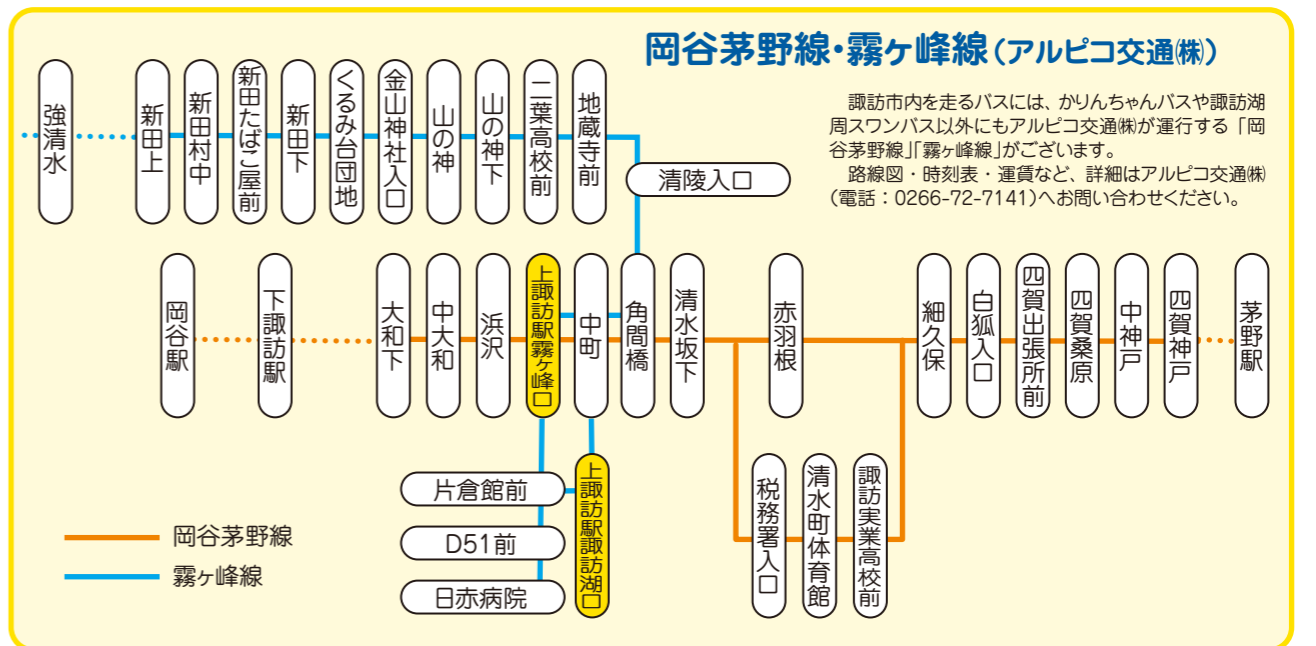 岡谷茅野線・霧ヶ峰線(アルピコ交通㈱)
諏訪市内を走るバスには、かりんちゃんバスや諏訪湖
周スワンバス以外にもアルピコ交通㈱が運行する「岡
谷茅野線」「霧ヶ峰線」がございます。
路線図・時刻表・運賃など、詳細はアルピコ交通㈱
(電話:0266-72-7141)へお問い合わせください。
強清水
新田上
新田村中
新田たばこ屋前
新田下
くるみ台団地
金山神社入口
山の神
山の神下
二葉高校前
地蔵寺前
清陵入口
岡谷駅
下諏訪駅
大和下
中大和
浜沢
上諏訪駅霧ヶ峰口
中町
角間橋
清水坂下
赤羽根
細久保
白狐入口
四賀出張所前
四賀桑原
中神戸
四賀神戸
茅野駅
片倉館前
D51前
日赤病院
上諏訪駅諏訪湖口
税務署入口
清水町体育館
諏訪実業高校前
岡谷茅野線
霧ヶ峰線